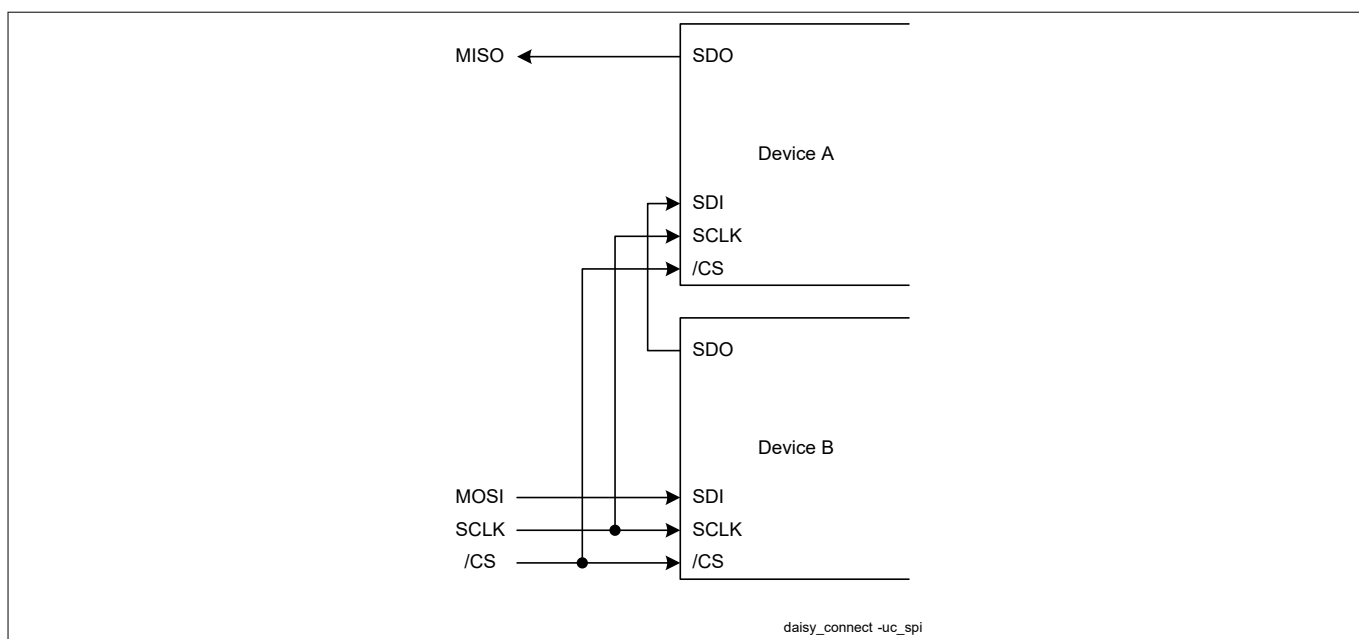 MISO
SDO
Device A
SDI
SCLK
/CS
SDO
Device B
MOSI
SDI
SCLK
SCLK
/CS
/CS
daisy_connect -uc_spi